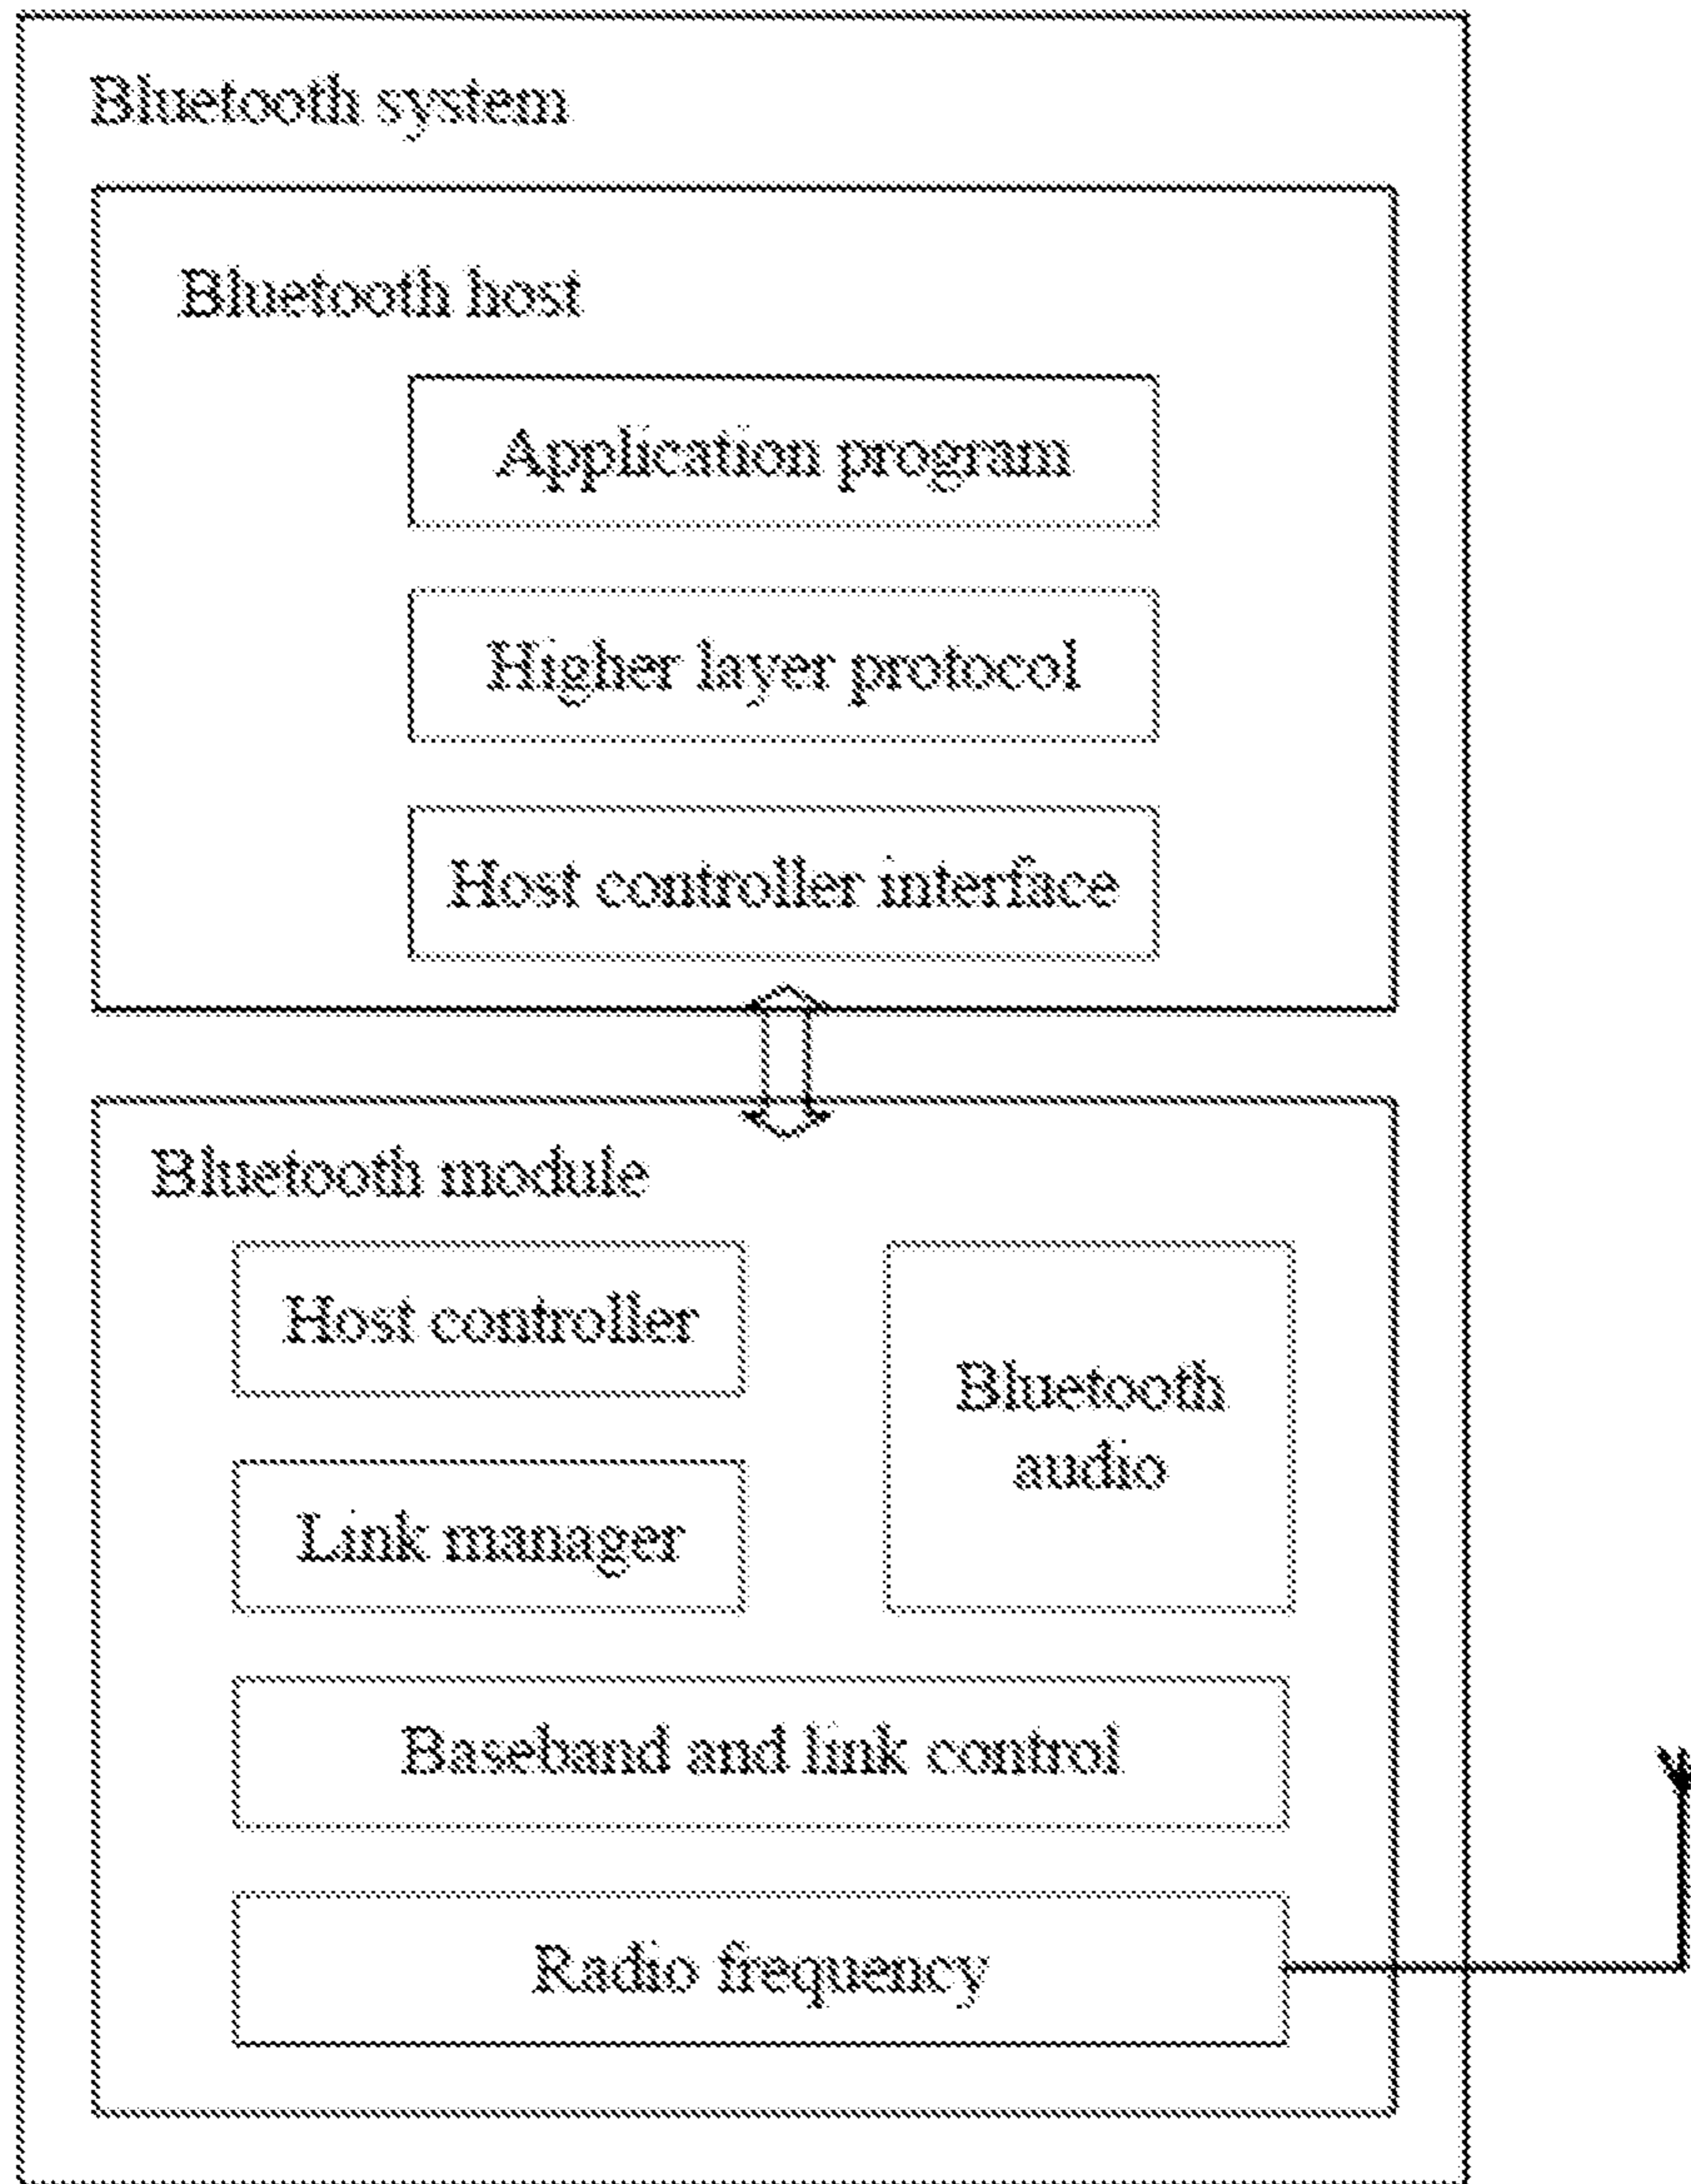 Bluetooth system
Bluetooth host
Application program
Higher layer protocol
Host controller interface
Bluetooth module
Host controller
Bluetooth
audio
Link manager
Baseband and link control
Radio frequency